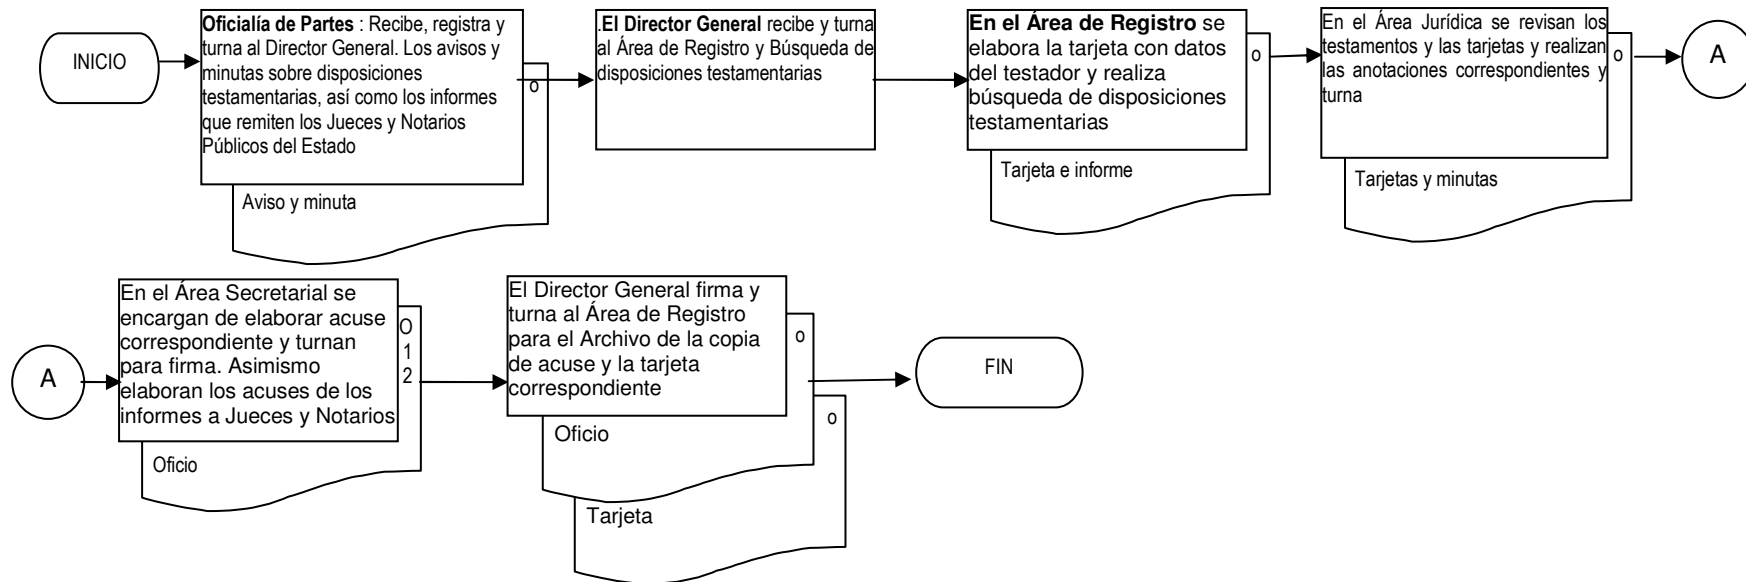 INICIO
Oficialía de Partes : Recibe, registra y
turna al Director General. Los avisos y
minutas sobre disposiciones
testamentarias, así como los informes
que remiten los Jueces y Notarios
Públicos del Estado
o
Aviso y minuta
.El Director General recibe y turna
al Área de Registro y Búsqueda de
disposiciones testamentarias
En el Área de Registro se
elabora la tarjeta con datos
del testador y realiza
búsqueda de disposiciones
testamentarias
o
Tarjeta e informe
En el Área Jurídica se revisan los
testamentos y las tarjetas y realizan
las anotaciones correspondientes y
turna
o
Tarjetas y minutas
A
A
En el Área Secretarial se
encargan de elaborar acuse
correspondiente y turnan
para firma. Asimismo
elaboran los acuses de los
informes a Jueces y Notarios
O
1
2
Oficio
El Director General firma y
turna al Área de Registro
para el Archivo de la copia
de acuse y la tarjeta
correspondiente
o
Oficio
o
Tarjeta
FIN